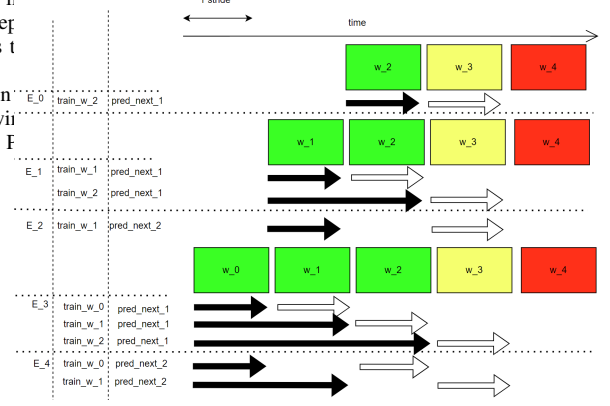 stride
time
w_2 w_3 w_4
E_0 train_w_2 pred_next_1
w_1 w_2 w_3 w_4
E_1 train_w_1 pred_next_1
train_w_2 pred_next_1
E_2 train_w_1 pred_next_2
w_0 w_1 w_2 w_3 w_4
E_3 train_w_0 pred_next_1
train_w_1 pred_next_1
train_w_2 pred_next_1
E_4 train_w_0 pred_next_2
train_w_1 pred_next_2